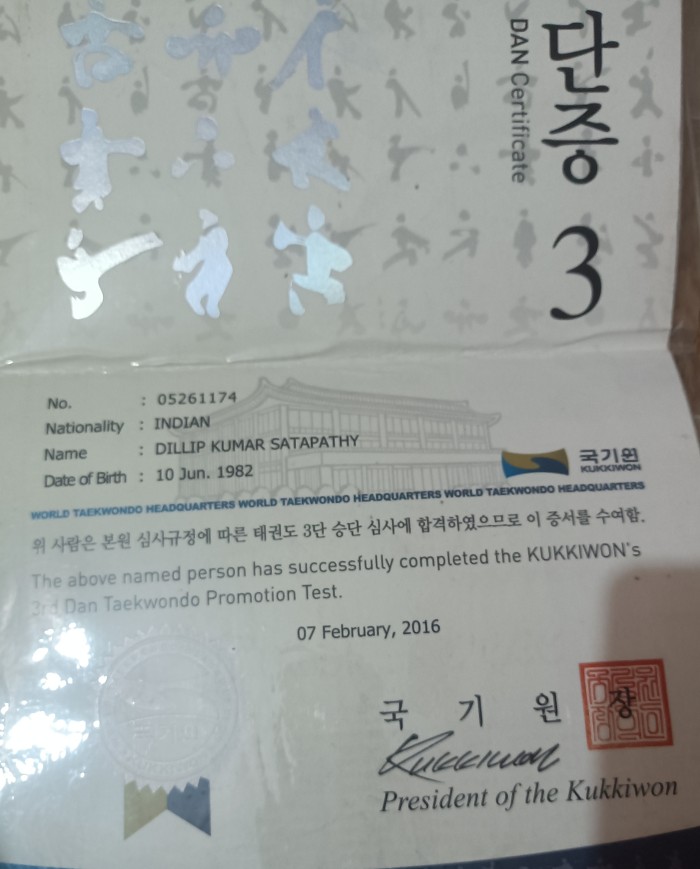 단증
DAN Certificate
3
No. : 05261174
Nationality : INDIAN
Name : DILLIP KUMAR SATAPATHY
Date of Birth : 10 Jun. 1982
국기원
KUKKIWON
WORLD TAEKWONDO HEADQUARTERS WORLD TAEKWONDO HEADQUARTERS WORLD TAEKWONDO HEADQUARTERS
위 사람은 본원 심사규정에 따른 태권도 3단 승단 심사에 합격하였으므로 이 증서를 수여함.
The above named person has successfully completed the KUKKIWON's
3rd Dan Taekwondo Promotion Test.
07 February, 2016
국 기 원 장
Kukkiwon
President of the Kukkiwon